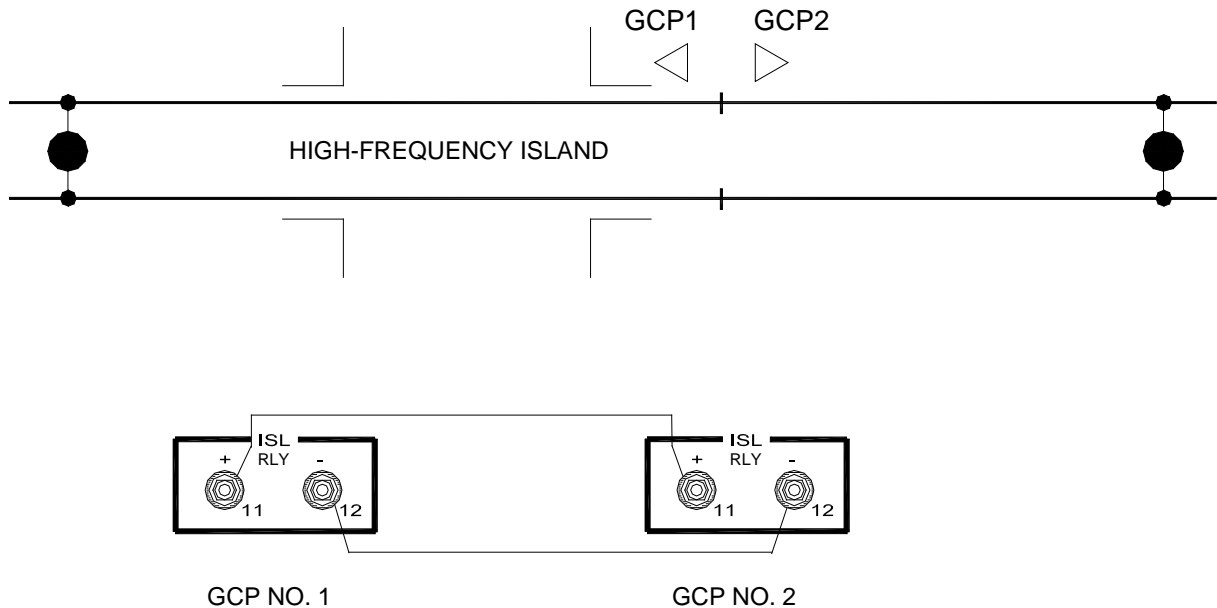 GCP1 GCP2
HIGH-FREQUENCY ISLAND
ISL ISL
+ RLY - + RLY -
11 12 11 12
GCP NO. 1 GCP NO. 2